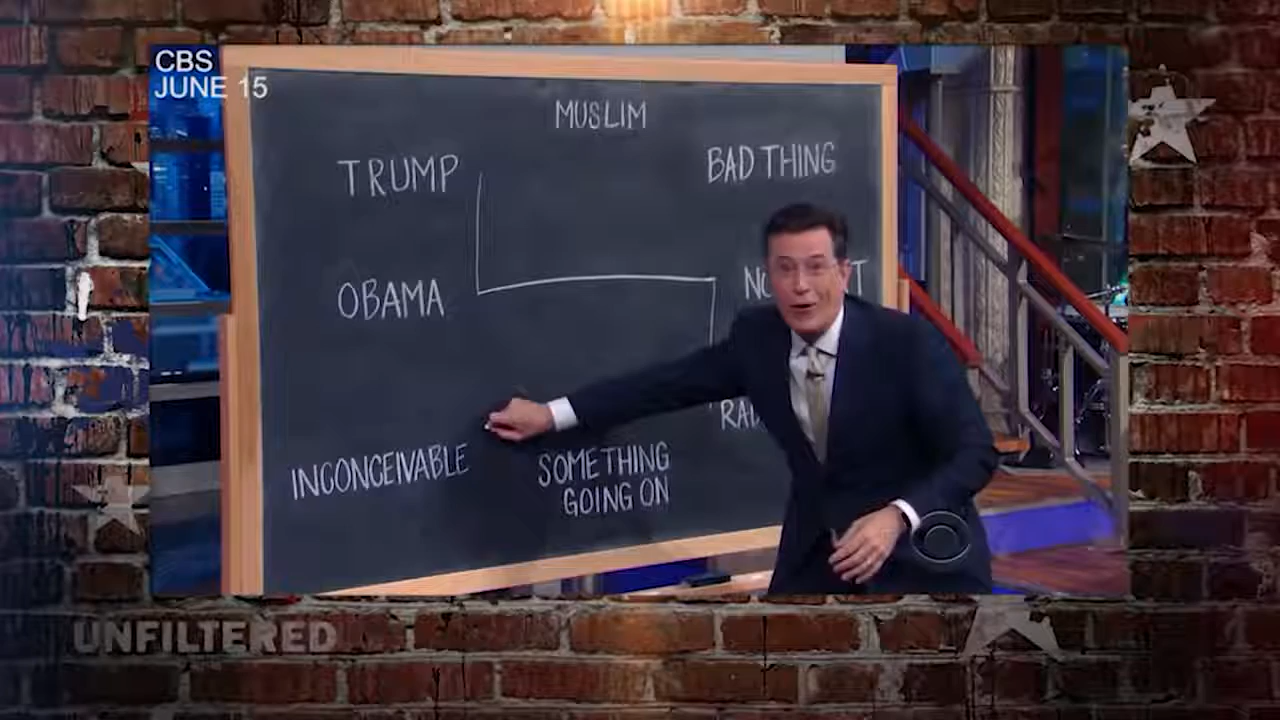 CBS
JUNE 15
MUSLIM
TRUMP
BAD THING
OBAMA
INCONCEIVABLE
SOMETHING
GOING ON
UNFILTERED